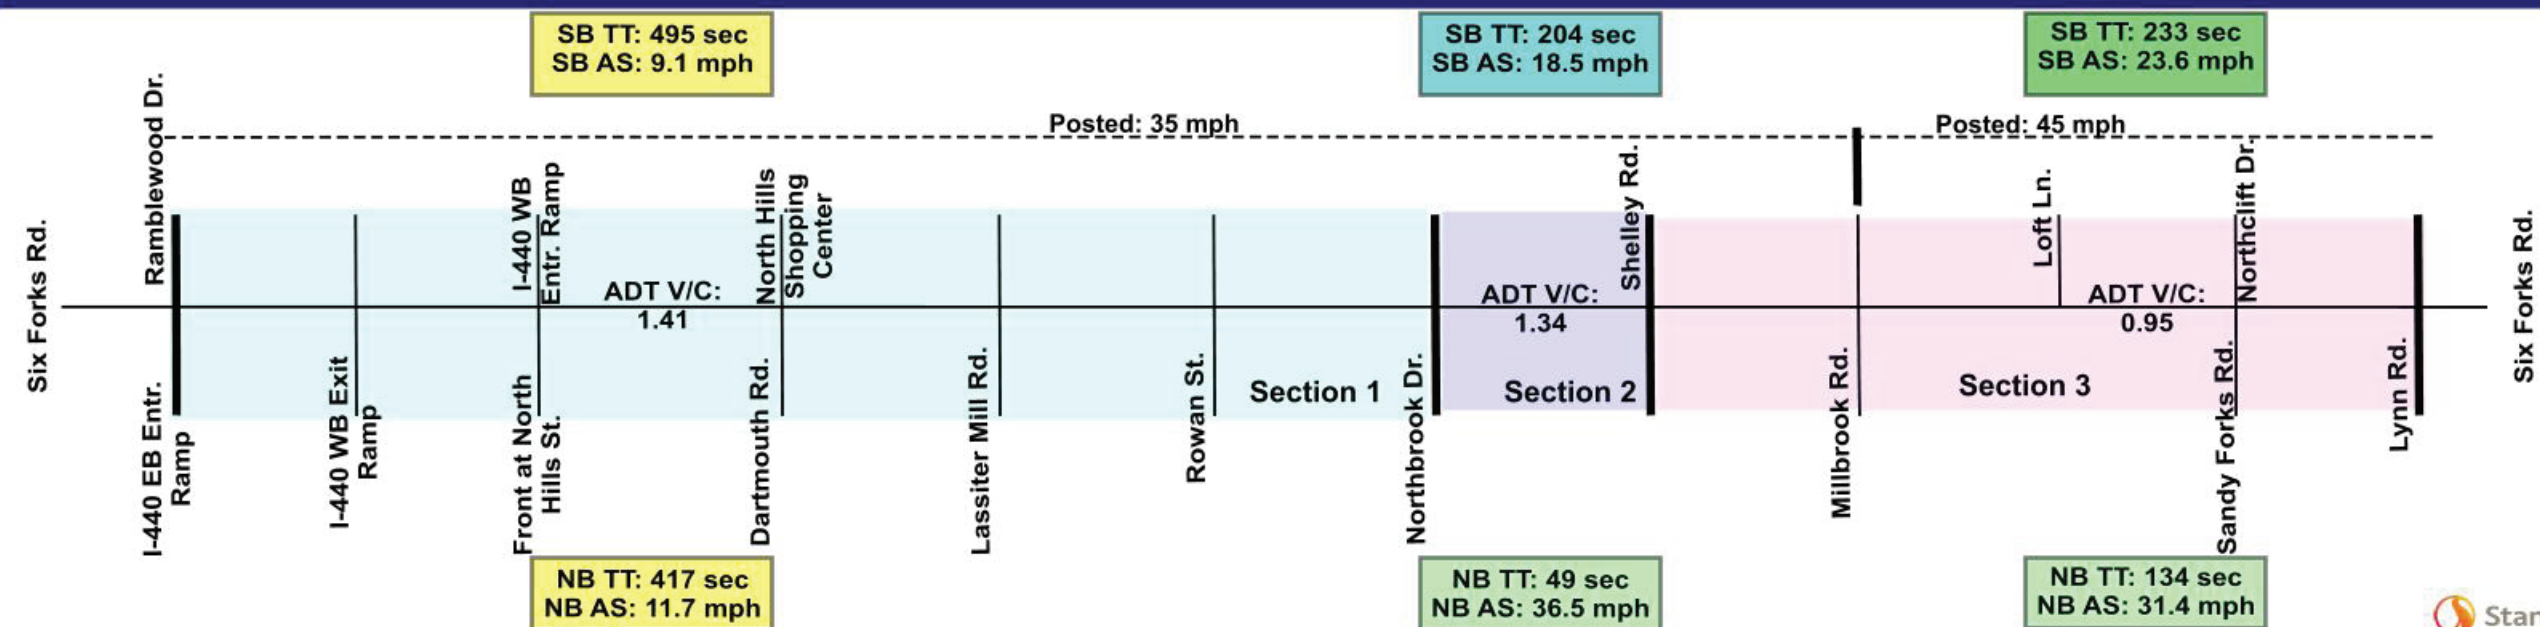 SB TT: 495 sec
SB AS: 9.1 mph
SB TT: 204 sec
SB AS: 18.5 mph
SB TT: 233 sec
SB AS: 23.6 mph
Posted: 35 mph
Posted: 45 mph
Six Forks Rd.
Ramblewood Dr.
I-440 WB
Entr. Ramp
North Hills
Shopping
Center
Shelley Rd.
Loft Ln.
Northclift Dr.
Six Forks Rd.
ADT V/C:
1.41
ADT V/C:
1.34
ADT V/C:
0.95
Section 1
Section 2
Section 3
I-440 EB Entr.
Ramp
I-440 WB Exit
Ramp
Front at North
Hills St.
Dartmouth Rd.
Lassiter Mill Rd.
Rowan St.
Northbrook Dr.
Millbrook Rd.
Sandy Forks Rd.
Lynn Rd.
NB TT: 417 sec
NB AS: 11.7 mph
NB TT: 49 sec
NB AS: 36.5 mph
NB TT: 134 sec
NB AS: 31.4 mph